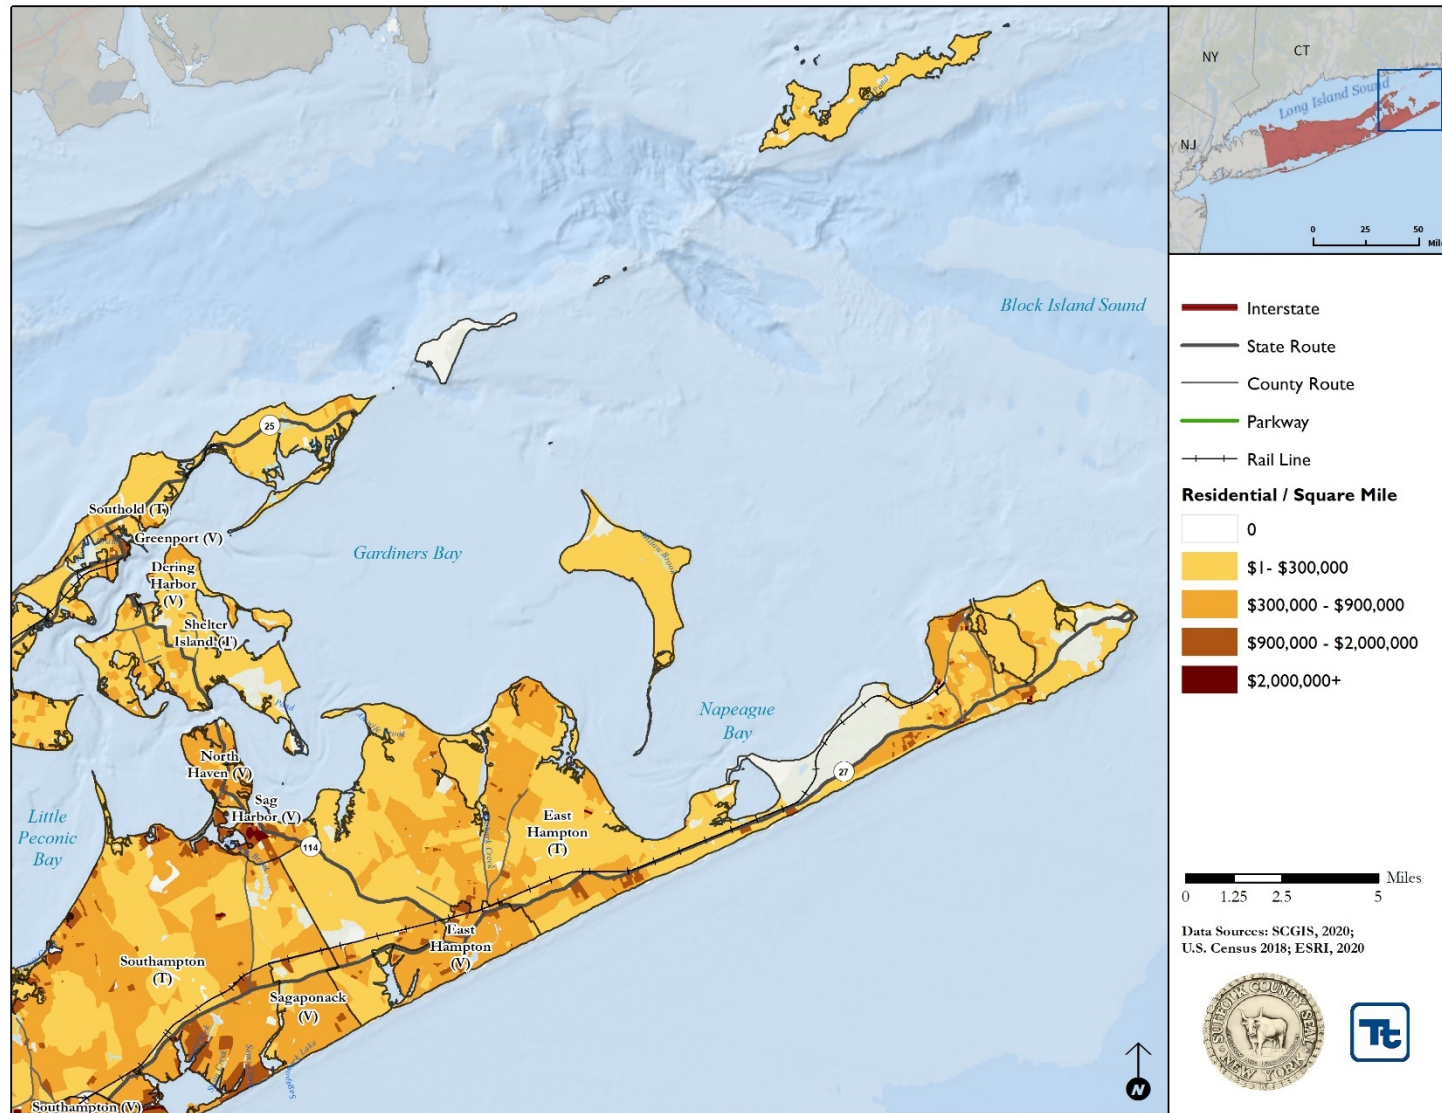 NY
CT
Long Island Sound
NJ
0 25 50
Mil
Block Island Sound
Interstate
State Route
County Route
Parkway
Rail Line
Residential / Square Mile
0
$1- $300,000
$300,000 - $900,000
$900,000 - $2,000,000
$2,000,000+
25
Southold (T)
Greenport (V)
Gardiners Bay
Dering
Harbor
(V)
Shelter
Island (T)
Pond
Napeague
Bay
27
North
Haven (V)
Sag
Harbor (V)
Little
Peconic
Bay
East
Hampton
(T)
114
East
Hampton
(V)
Southampton
(T)
Sagaponack
(V)
Southampton (V)
0 1.25 2.5 5
Miles
Data Sources: SCGIS, 2020;
U.S. Census 2018; ESRI, 2020
SUFFOLK COUNTY SEAL
NEW YORK
Tt
N